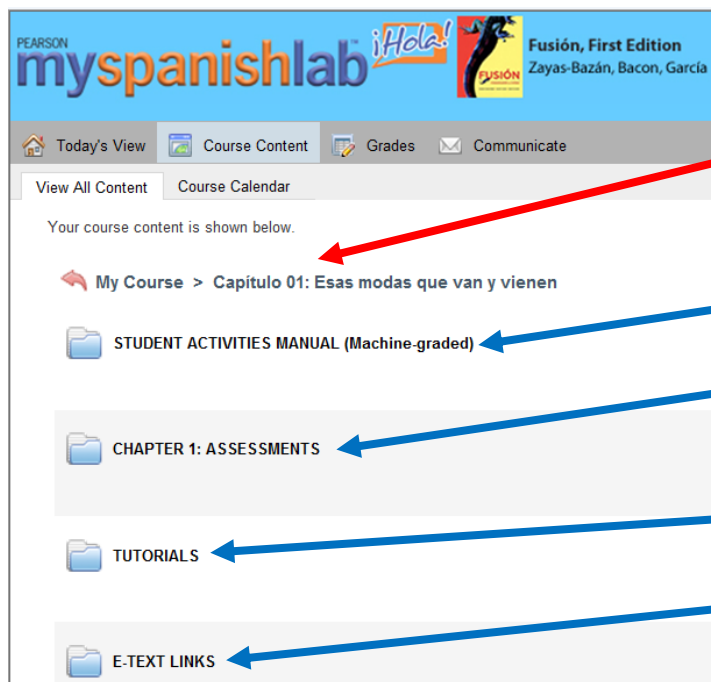 PEARSON
myspanishlab
¡Hola!
FUSIÓN
Fusión, First Edition
Zayas-Bazán, Bacon, García
Today's View Course Content Grades Communicate
View All Content Course Calendar
Your course content is shown below.
My Course > Capítulo 01: Esas modas que van y vienen
STUDENT ACTIVITIES MANUAL (Machine-graded)
CHAPTER 1: ASSESSMENTS
TUTORIALS
E-TEXT LINKS